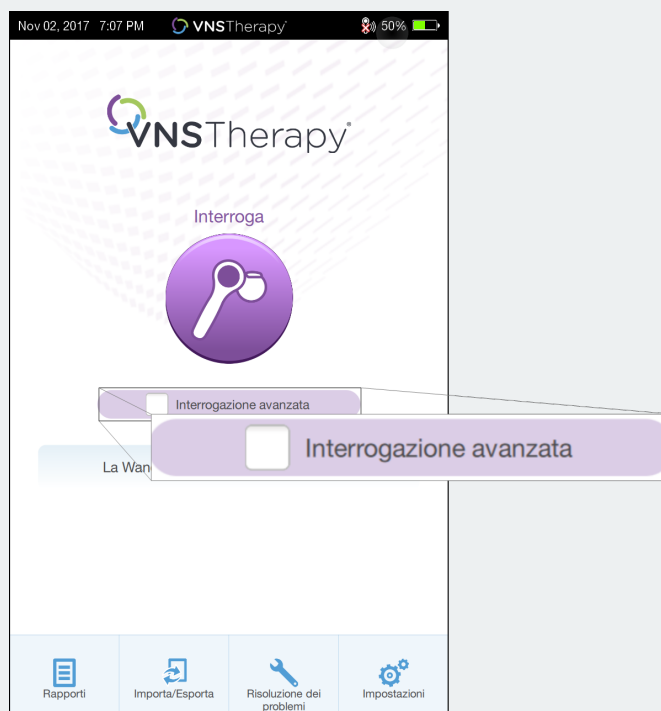 Nov 02, 2017 7:07 PM VNSTherapy® 50%
VNSTherapy®
Interroga
Interrogazione avanzata
Interrogazione avanzata
La
Rapporti
Importa/Esporta
Risoluzione dei
problemi
Impostazioni